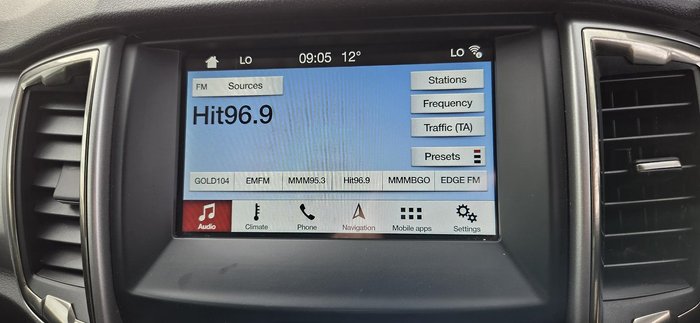 LO 09:05 12° LO
FM Sources
Stations
Hit96.9
Frequency
Traffic (TA)
Presets
GOLD104 EMFM MMM95.3 Hit96.9 MMMBGO EDGE FM
Audio Climate Phone Navigation Mobile apps Settings